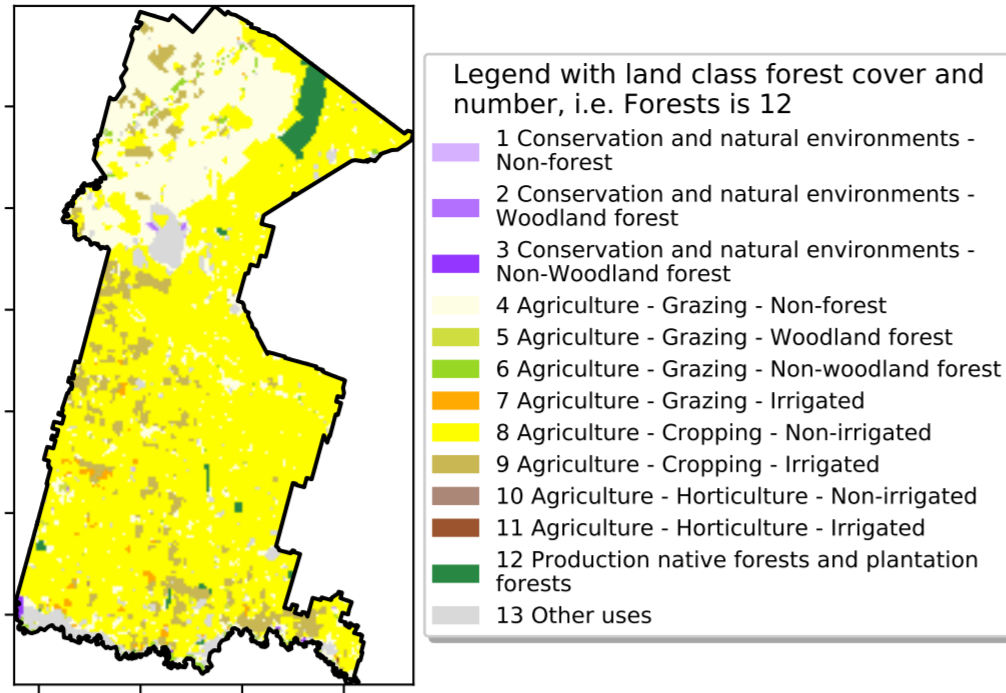 Legend with land class forest cover and
number, i.e. Forests is 12
1 Conservation and natural environments -
Non-forest
2 Conservation and natural environments -
Woodland forest
3 Conservation and natural environments -
Non-Woodland forest
4 Agriculture - Grazing - Non-forest
5 Agriculture - Grazing - Woodland forest
6 Agriculture - Grazing - Non-woodland forest
7 Agriculture - Grazing - Irrigated
8 Agriculture - Cropping - Non-irrigated
9 Agriculture - Cropping - Irrigated
10 Agriculture - Horticulture - Non-irrigated
11 Agriculture - Horticulture - Irrigated
12 Production native forests and plantation
forests
13 Other uses